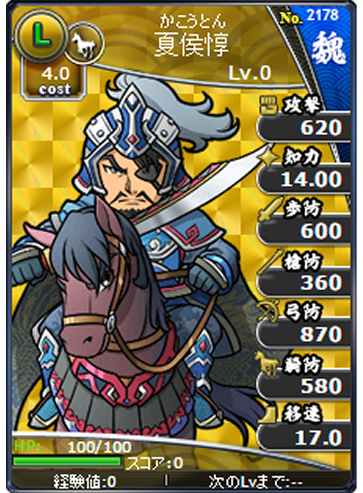 かこうとん
No. 2178
L
夏侯惇
魏
4.0
cost
Lv.0
攻撃
620
知力
14.00
歩防
600
槍防
360
弓防
870
騎防
580
移速
17.0
HP: 100/100
スコア:0
経験値:0
次のLvまで:--